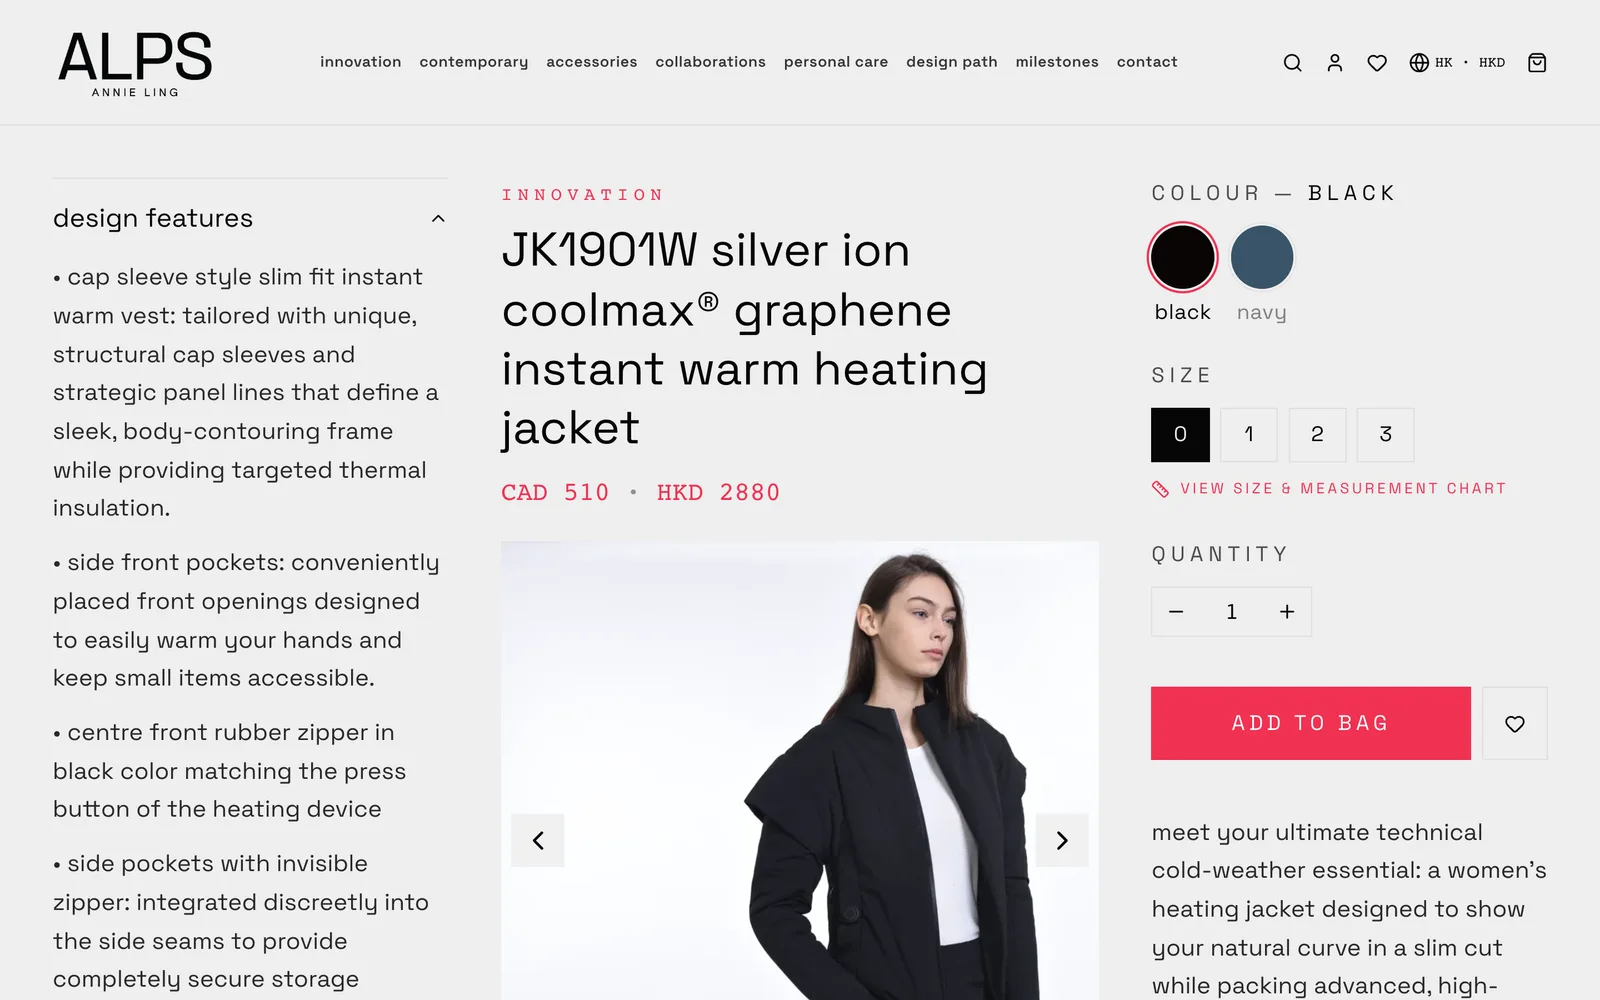 ALPS
ANNIE LING
innovation contemporary accessories collaborations personal care design path milestones contact
HK · HKD
design features
• cap sleeve style slim fit instant
warm vest: tailored with unique,
structural cap sleeves and
strategic panel lines that define a
sleek, body-contouring frame
while providing targeted thermal
insulation.
• side front pockets: conveniently
placed front openings designed
to easily warm your hands and
keep small items accessible.
• centre front rubber zipper in
black color matching the press
button of the heating device
• side pockets with invisible
zipper: integrated discreetly into
the side seams to provide
completely secure storage
INNOVATION
JK1901W silver ion
coolmax® graphene
instant warm heating
jacket
CAD 510 • HKD 2880
COLOUR — BLACK
black navy
SIZE
0 1 2 3
VIEW SIZE & MEASUREMENT CHART
QUANTITY
− 1 +
ADD TO BAG
meet your ultimate technical
cold-weather essential: a women's
heating jacket designed to show
your natural curve in a slim cut
while packing advanced, high-